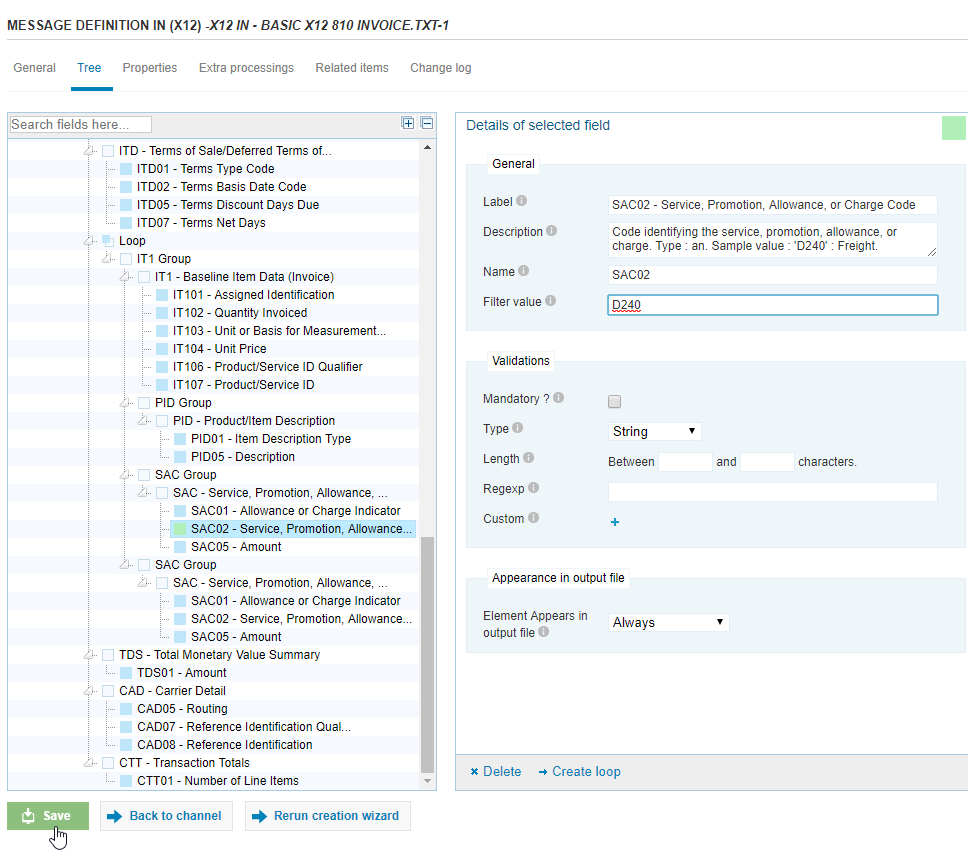 MESSAGE DEFINITION IN (X12) -X12 IN - BASIC X12 810 INVOICE.TXT-1
General Tree Properties Extra processings Related items Change log
Search fields here...
ITD - Terms of Sale/Deferred Terms of...
ITD01 - Terms Type Code
ITD02 - Terms Basis Date Code
ITD05 - Terms Discount Days Due
ITD07 - Terms Net Days
Loop
IT1 Group
IT1 - Baseline Item Data (Invoice)
IT101 - Assigned Identification
IT102 - Quantity Invoiced
IT103 - Unit or Basis for Measurement...
IT104 - Unit Price
IT106 - Product/Service ID Qualifier
IT107 - Product/Service ID
PID Group
PID - Product/Item Description
PID01 - Item Description Type
PID05 - Description
SAC Group
SAC - Service, Promotion, Allowance, ...
SAC01 - Allowance or Charge Indicator
SAC02 - Service, Promotion, Allowance...
SAC05 - Amount
SAC Group
SAC - Service, Promotion, Allowance, ...
SAC01 - Allowance or Charge Indicator
SAC02 - Service, Promotion, Allowance...
SAC05 - Amount
TDS - Total Monetary Value Summary
TDS01 - Amount
CAD - Carrier Detail
CAD05 - Routing
CAD07 - Reference Identification Qual...
CAD08 - Reference Identification
CTT - Transaction Totals
CTT01 - Number of Line Items
Details of selected field
General
Label SAC02 - Service, Promotion, Allowance, or Charge Code
Description Code identifying the service, promotion, allowance, or
charge. Type : an. Sample value : 'D240' : Freight.
Name SAC02
Filter value D240
Validations
Mandatory ?
Type String
Length Between and characters.
Regexp
Custom +
Appearance in output file
Element Appears in
output file Always
Delete Create loop
Save Back to channel Rerun creation wizard